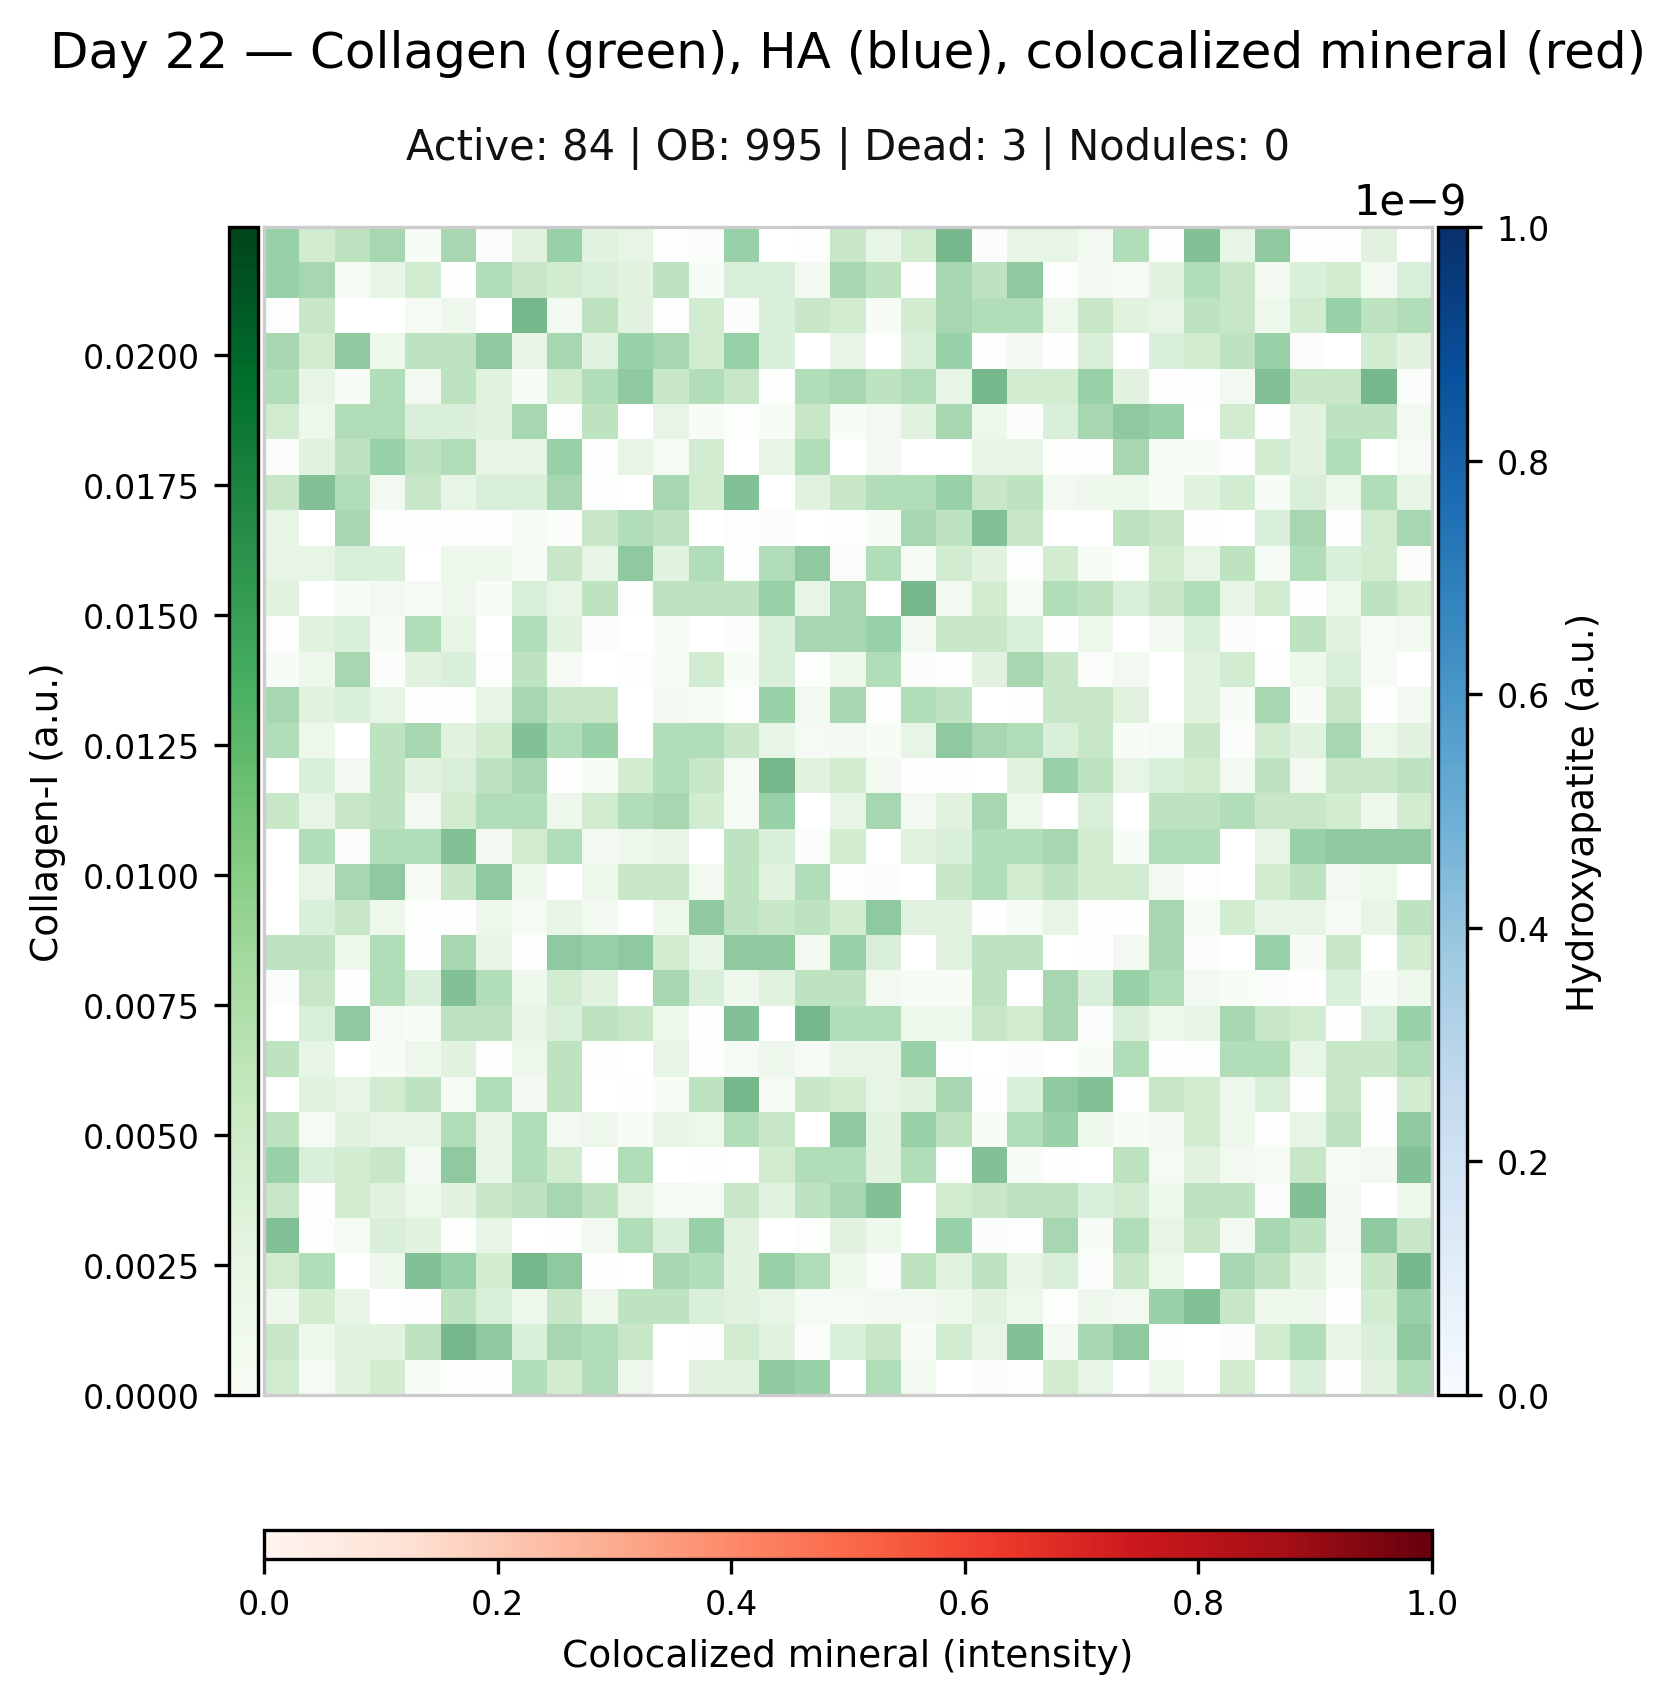 Day 22 — Collagen (green), HA (blue), colocalized mineral (red)
Active: 84 | OB: 995 | Dead: 3 | Nodules: 0
1e−9
0.0200
0.0175
0.0150
0.0125
0.0100
0.0075
0.0050
0.0025
0.0000
Collagen-I (a.u.)
1.0
0.8
0.6
0.4
0.2
0.0
Hydroxyapatite (a.u.)
0.0 0.2 0.4 0.6 0.8 1.0
Colocalized mineral (intensity)